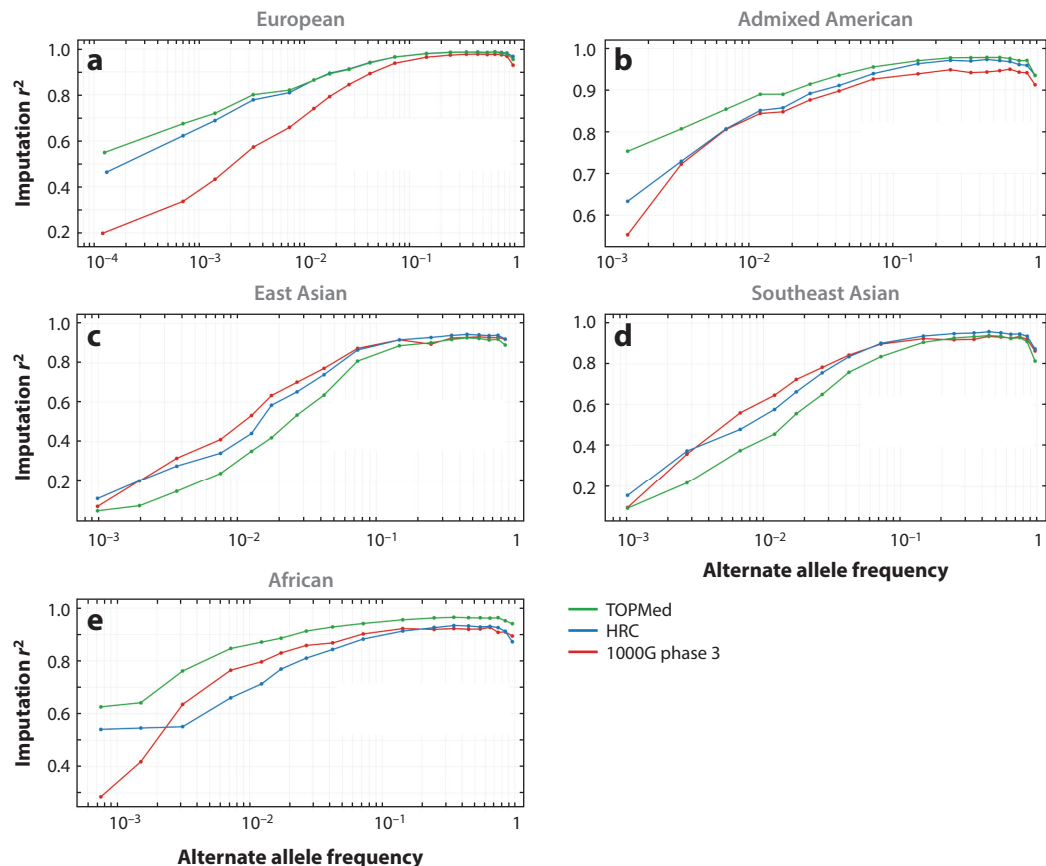 European
a
Imputation r²
1.0
0.8
0.6
0.4
0.2
10⁻⁴
10⁻³
10⁻²
10⁻¹
1
Admixed American
b
1.0
0.9
0.8
0.7
0.6
10⁻³
10⁻²
10⁻¹
1
East Asian
c
Imputation r²
1.0
0.8
0.6
0.4
0.2
10⁻³
10⁻²
10⁻¹
1
Southeast Asian
d
1.0
0.8
0.6
0.4
0.2
10⁻³
10⁻²
10⁻¹
1
Alternate allele frequency
African
e
Imputation r²
1.0
0.8
0.6
0.4
10⁻³
10⁻²
10⁻¹
1
Alternate allele frequency
TOPMed
HRC
1000G phase 3